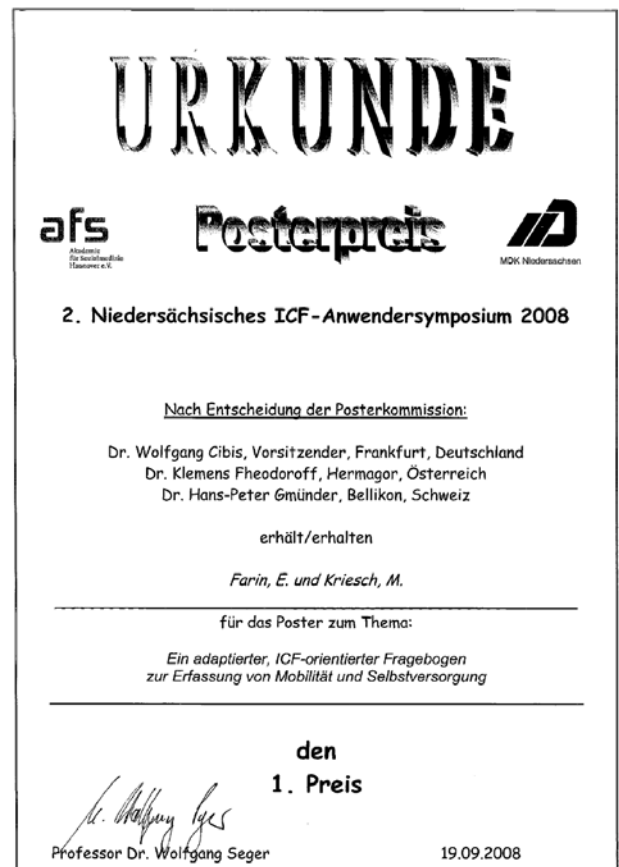 URKUNDE
afs
Akademie
für Sozialmedizin
Hannover e.V.
Posterpreis
MDK Niedersachsen
2. Niedersächsisches ICF-Anwendersymposium 2008
Nach Entscheidung der Posterkommission:
Dr. Wolfgang Cibis, Vorsitzender, Frankfurt, Deutschland
Dr. Klemens Fheodoroff, Hermagor, Österreich
Dr. Hans-Peter Gmünder, Bellikon, Schweiz
erhält/erhalten
Farin, E. und Kriesch, M.
für das Poster zum Thema:
Ein adaptierter, ICF-orientierter Fragebogen
zur Erfassung von Mobilität und Selbstversorgung
den
1. Preis
Professor Dr. Wolfgang Seger
19.09.2008